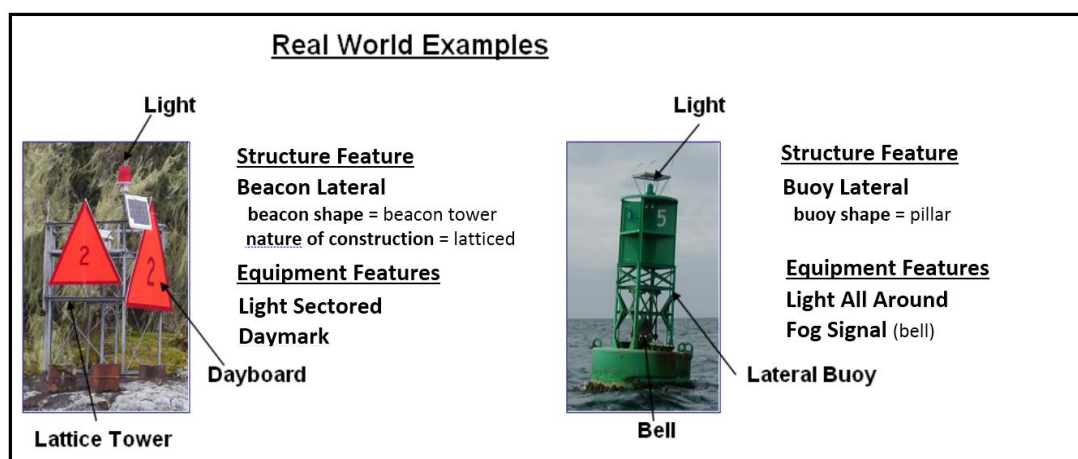 Real World Examples
Light
Structure Feature
Beacon Lateral
beacon shape = beacon tower
nature of construction = latticed
Equipment Features
Light Sectored
Daymark
Dayboard
Lattice Tower
2
2
Light
Structure Feature
Buoy Lateral
buoy shape = pillar
Equipment Features
Light All Around
Fog Signal (bell)
Lateral Buoy
Bell
5